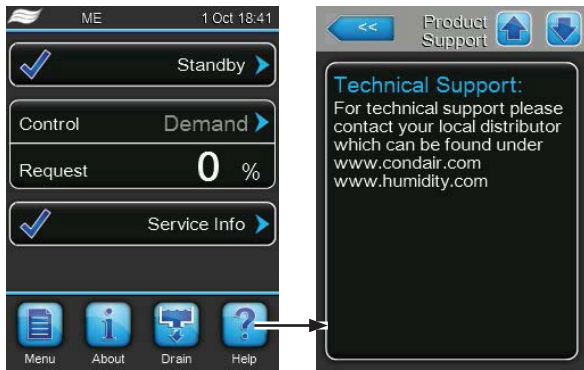 ME 1 Oct 18:41
Standby
Control Demand
Request 0 %
Service Info
Menu About Drain Help
<< Product
Support
Technical Support:
For technical support please
contact your local distributor
which can be found under
www.condair.com
www.humidity.com